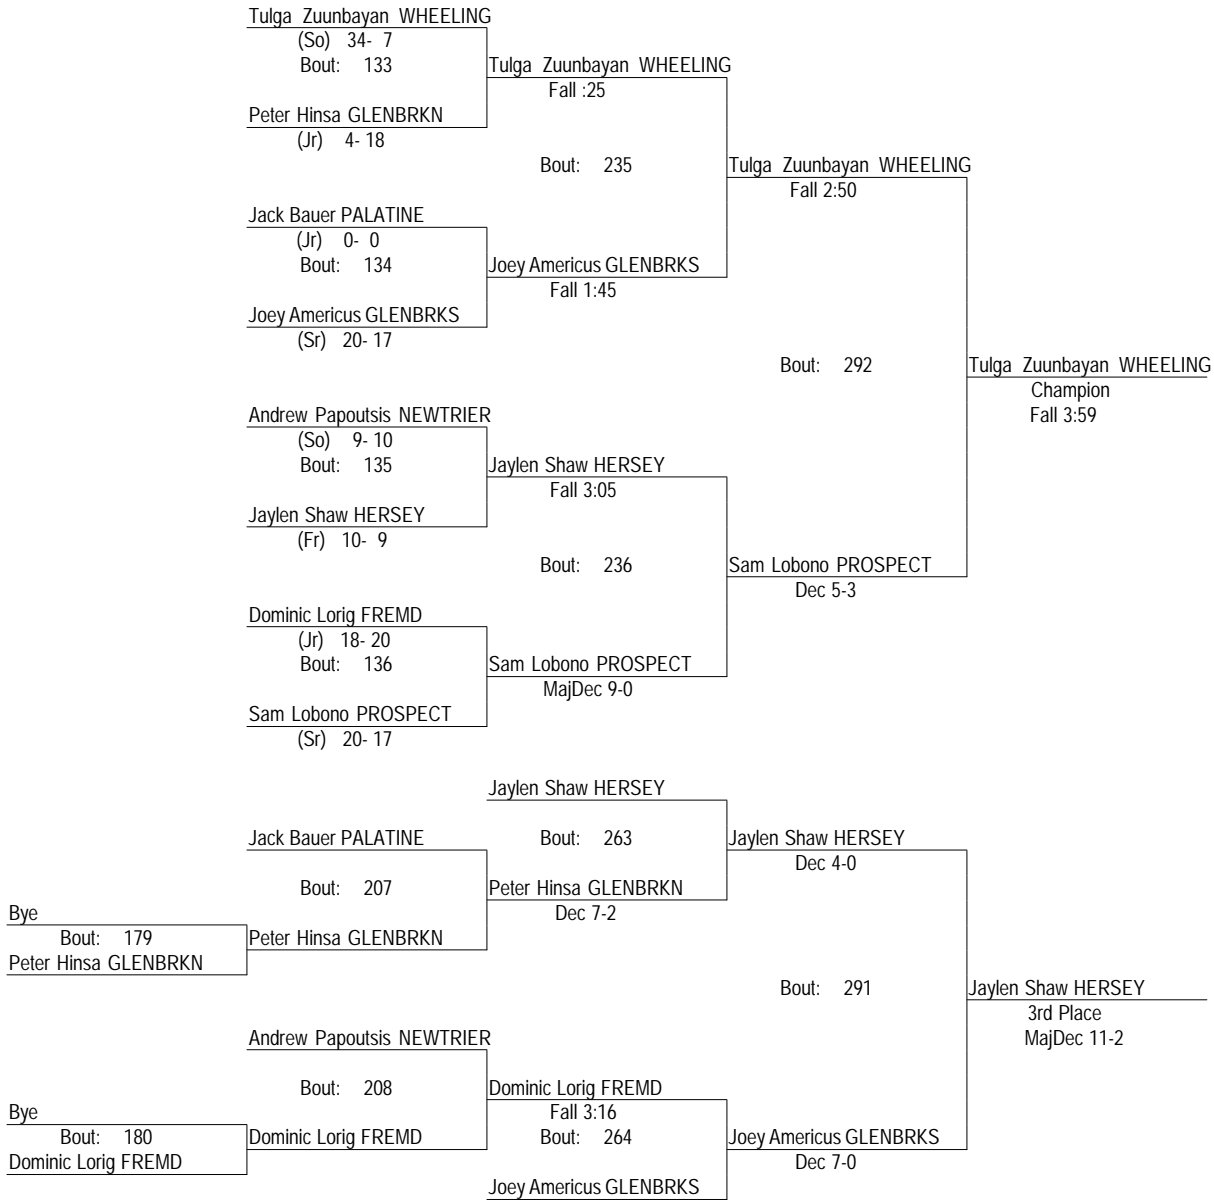 Tulga Zuunbayan WHEELING
(So) 34- 7
Bout: 133
Tulga Zuunbayan WHEELING
Fall :25
Peter Hinsa GLENBRKN
(Jr) 4- 18
Bout: 235
Tulga Zuunbayan WHEELING
Fall 2:50
Jack Bauer PALATINE
(Jr) 0- 0
Bout: 134
Joey Americus GLENBRKS
Fall 1:45
Joey Americus GLENBRKS
(Sr) 20- 17
Bout: 292
Tulga Zuunbayan WHEELING
Champion
Fall 3:59
Andrew Papoutsis NEWTRIER
(So) 9- 10
Bout: 135
Jaylen Shaw HERSEY
Fall 3:05
Jaylen Shaw HERSEY
(Fr) 10- 9
Bout: 236
Sam Lobono PROSPECT
Dec 5-3
Dominic Lorig FREMD
(Jr) 18- 20
Bout: 136
Sam Lobono PROSPECT
MajDec 9-0
Sam Lobono PROSPECT
(Sr) 20- 17
Jaylen Shaw HERSEY
Jack Bauer PALATINE
Bout: 263
Jaylen Shaw HERSEY
Dec 4-0
Bout: 207
Peter Hinsa GLENBRKN
Dec 7-2
Bye
Bout: 179
Peter Hinsa GLENBRKN
Peter Hinsa GLENBRKN
Bout: 291
Jaylen Shaw HERSEY
3rd Place
MajDec 11-2
Andrew Papoutsis NEWTRIER
Bout: 208
Dominic Lorig FREMD
Fall 3:16
Bye
Bout: 180
Dominic Lorig FREMD
Bout: 264
Joey Americus GLENBRKS
Dec 7-0
Dominic Lorig FREMD
Joey Americus GLENBRKS